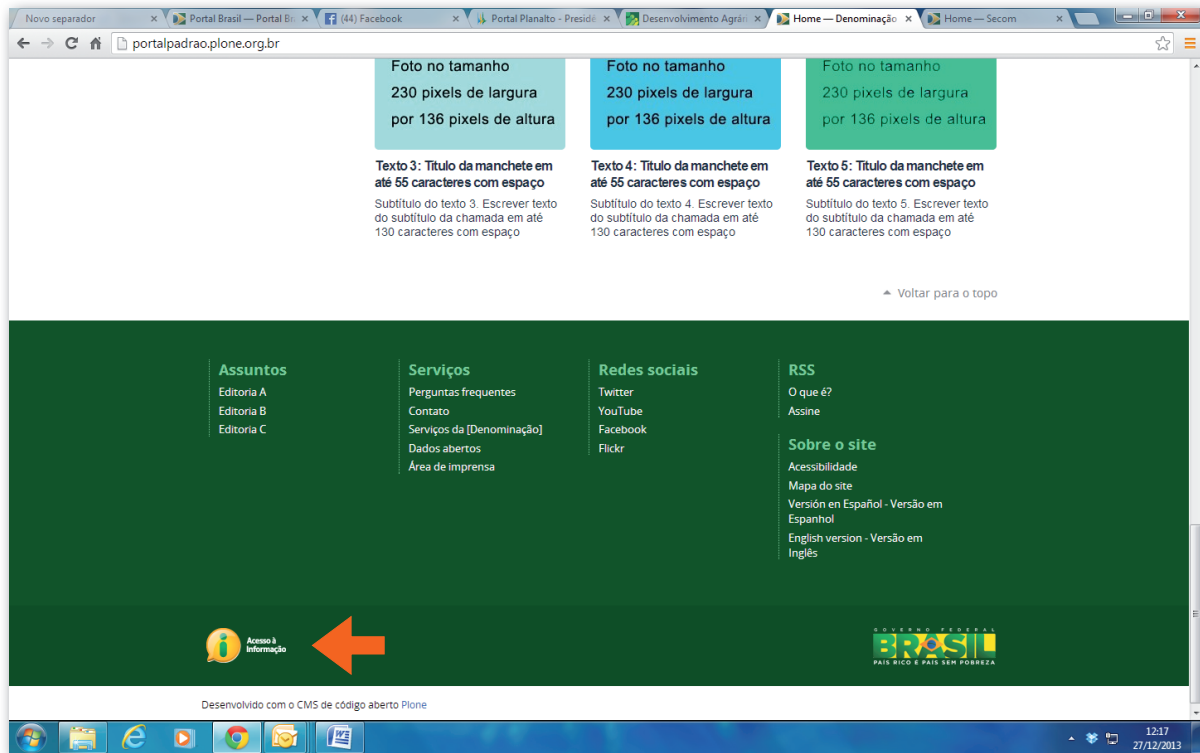 Novo separador
Portal Brasil — Portal Br
(44) Facebook
Portal Planalto - Presidê
Desenvolvimento Agrári
Home — Denominação
Home — Secom
portalpadrao.plone.org.br
Foto no tamanho
230 pixels de largura
por 136 pixels de altura
Foto no tamanho
230 pixels de largura
por 136 pixels de altura
Foto no tamanho
230 pixels de largura
por 136 pixels de altura
Texto 3: Titulo da manchete em
até 55 caracteres com espaço
Subtítulo do texto 3. Escrever texto
do subtítulo da chamada em até
130 caracteres com espaço
Texto 4: Titulo da manchete em
até 55 caracteres com espaço
Subtítulo do texto 4. Escrever texto
do subtítulo da chamada em até
130 caracteres com espaço
Texto 5: Titulo da manchete em
até 55 caracteres com espaço
Subtítulo do texto 5. Escrever texto
do subtítulo da chamada em até
130 caracteres com espaço
Voltar para o topo
Assuntos
Editoria A
Editoria B
Editoria C
Serviços
Perguntas frequentes
Contato
Serviços da [Denominação]
Dados abertos
Área de imprensa
Redes sociais
Twitter
YouTube
Facebook
Flickr
RSS
O que é?
Assine
Sobre o site
Acessibilidade
Mapa do site
Versión en Español - Versão em
Espanhol
English version - Versão em
Inglês
Acesso à
Informação
GOVERNO FEDERAL
BRASIL
PAÍS RICO É PAÍS SEM POBREZA
Desenvolvido com o CMS de código aberto Plone
12:17
27/12/2013